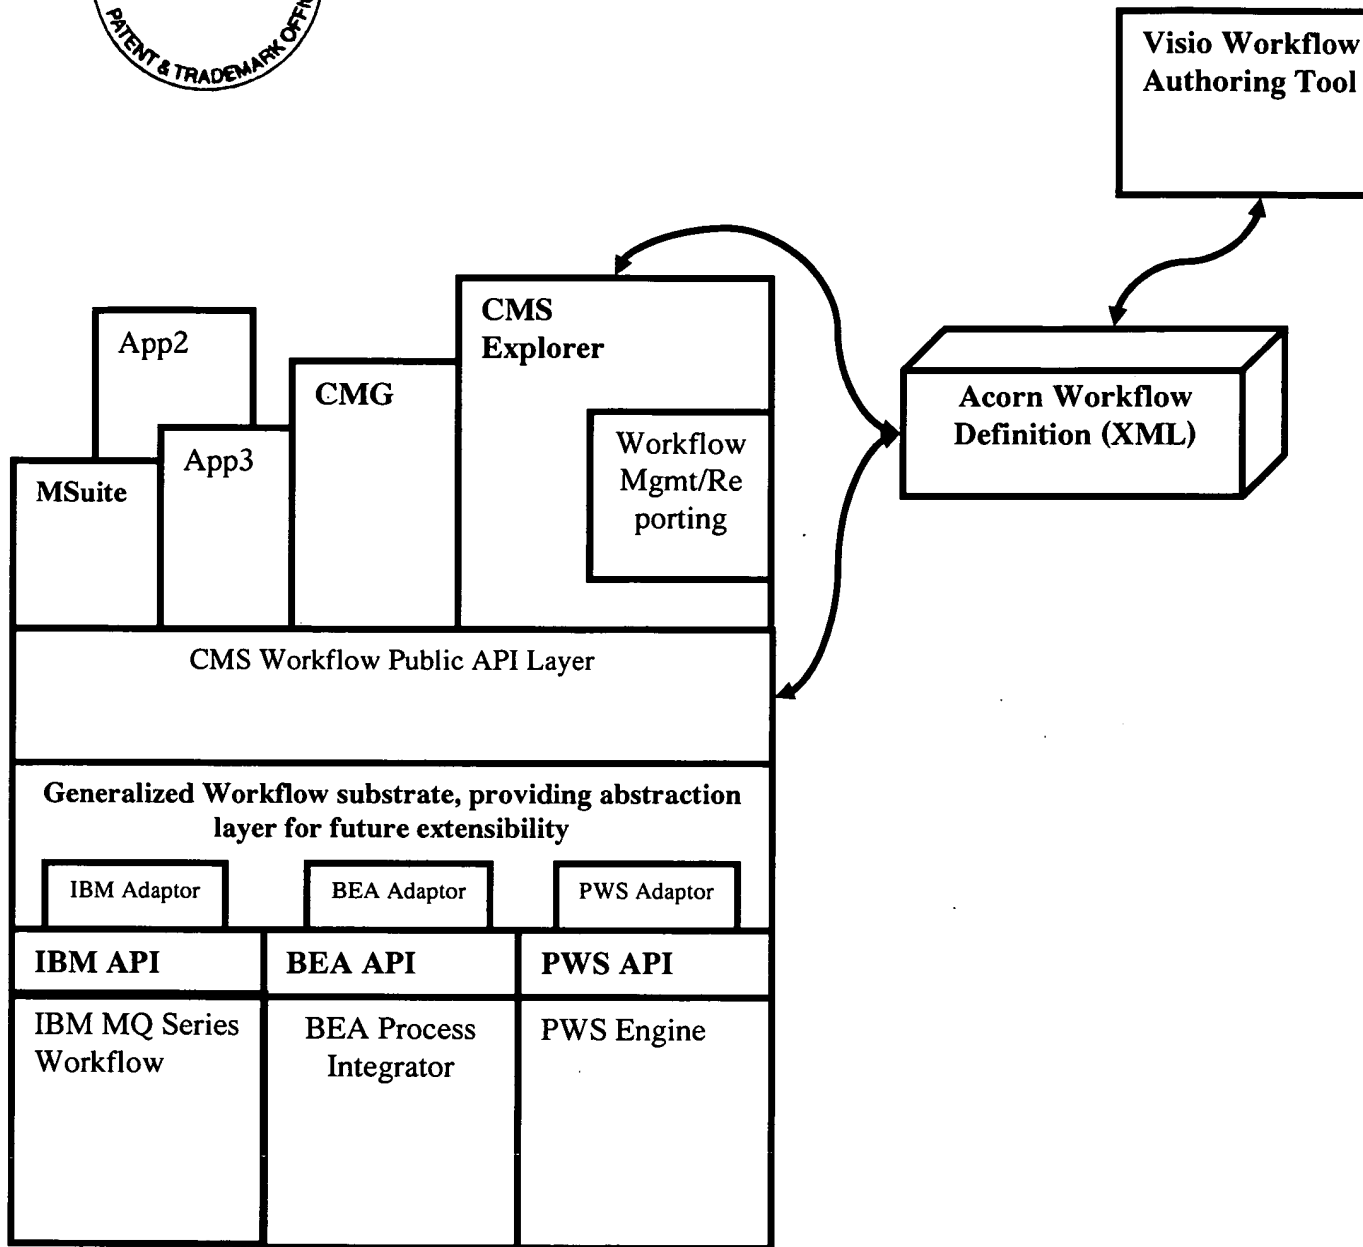 PATENT & TRADEMARK OFFI
Visio Workflow
Authoring Tool
CMS
Explorer
App2
CMG
Acorn Workflow
Definition (XML)
App3
Workflow
Mgmt/Re
porting
MSuite
CMS Workflow Public API Layer
Generalized Workflow substrate, providing abstraction
layer for future extensibility
IBM Adaptor
BEA Adaptor
PWS Adaptor
IBM API
BEA API
PWS API
IBM MQ Series
Workflow
BEA Process
Integrator
PWS Engine